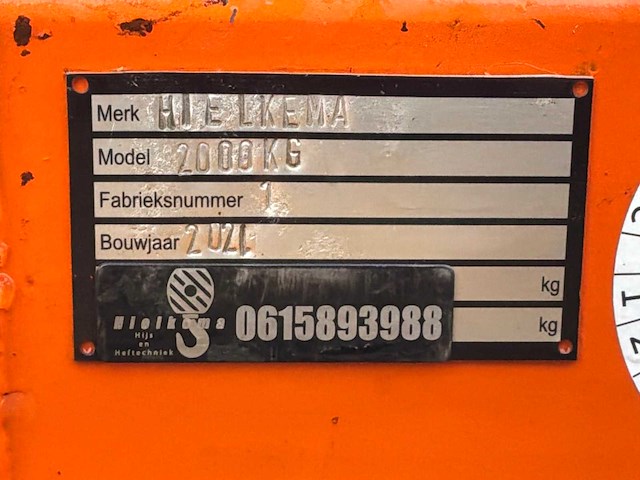 Merk HIELKEMA
Model 2000KG
Fabrieksnummer 1
Bouwjaar
kg
Hielkema
Hijs
en
Heftechniek
0615893988
kg